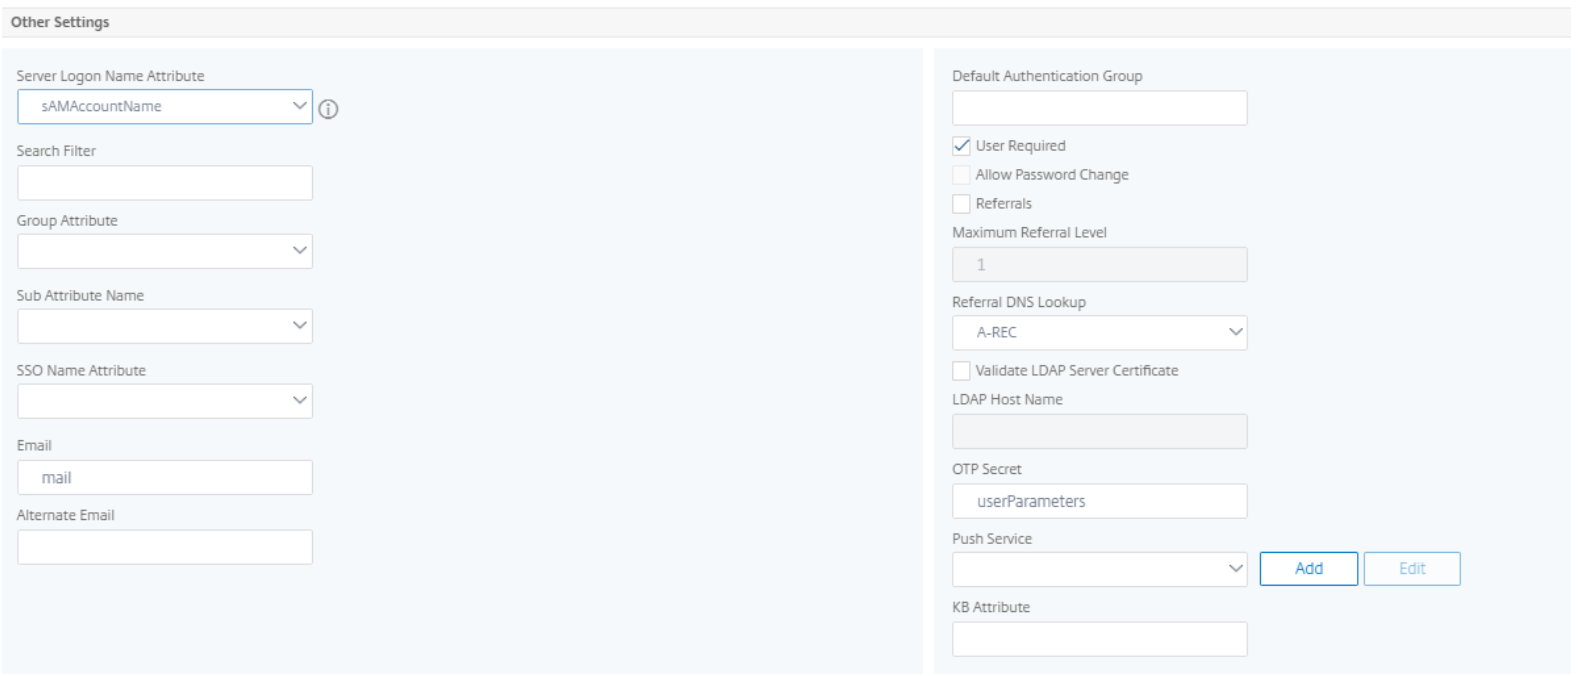 Other Settings
Server Logon Name Attribute
sAMAccountName
Search Filter
Group Attribute
Sub Attribute Name
SSO Name Attribute
Email
mail
Alternate Email
Default Authentication Group
User Required
Allow Password Change
Referrals
Maximum Referral Level
1
Referral DNS Lookup
A-REC
Validate LDAP Server Certificate
LDAP Host Name
OTP Secret
userParameters
Push Service
Add Edit
KB Attribute